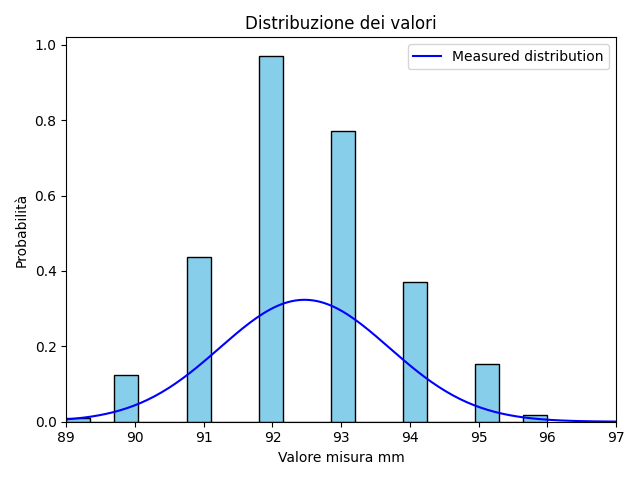 Distribuzione dei valori
Measured distribution
Probabilità
1.0
0.8
0.6
0.4
0.2
0.0
89 90 91 92 93 94 95 96 97
Valore misura mm